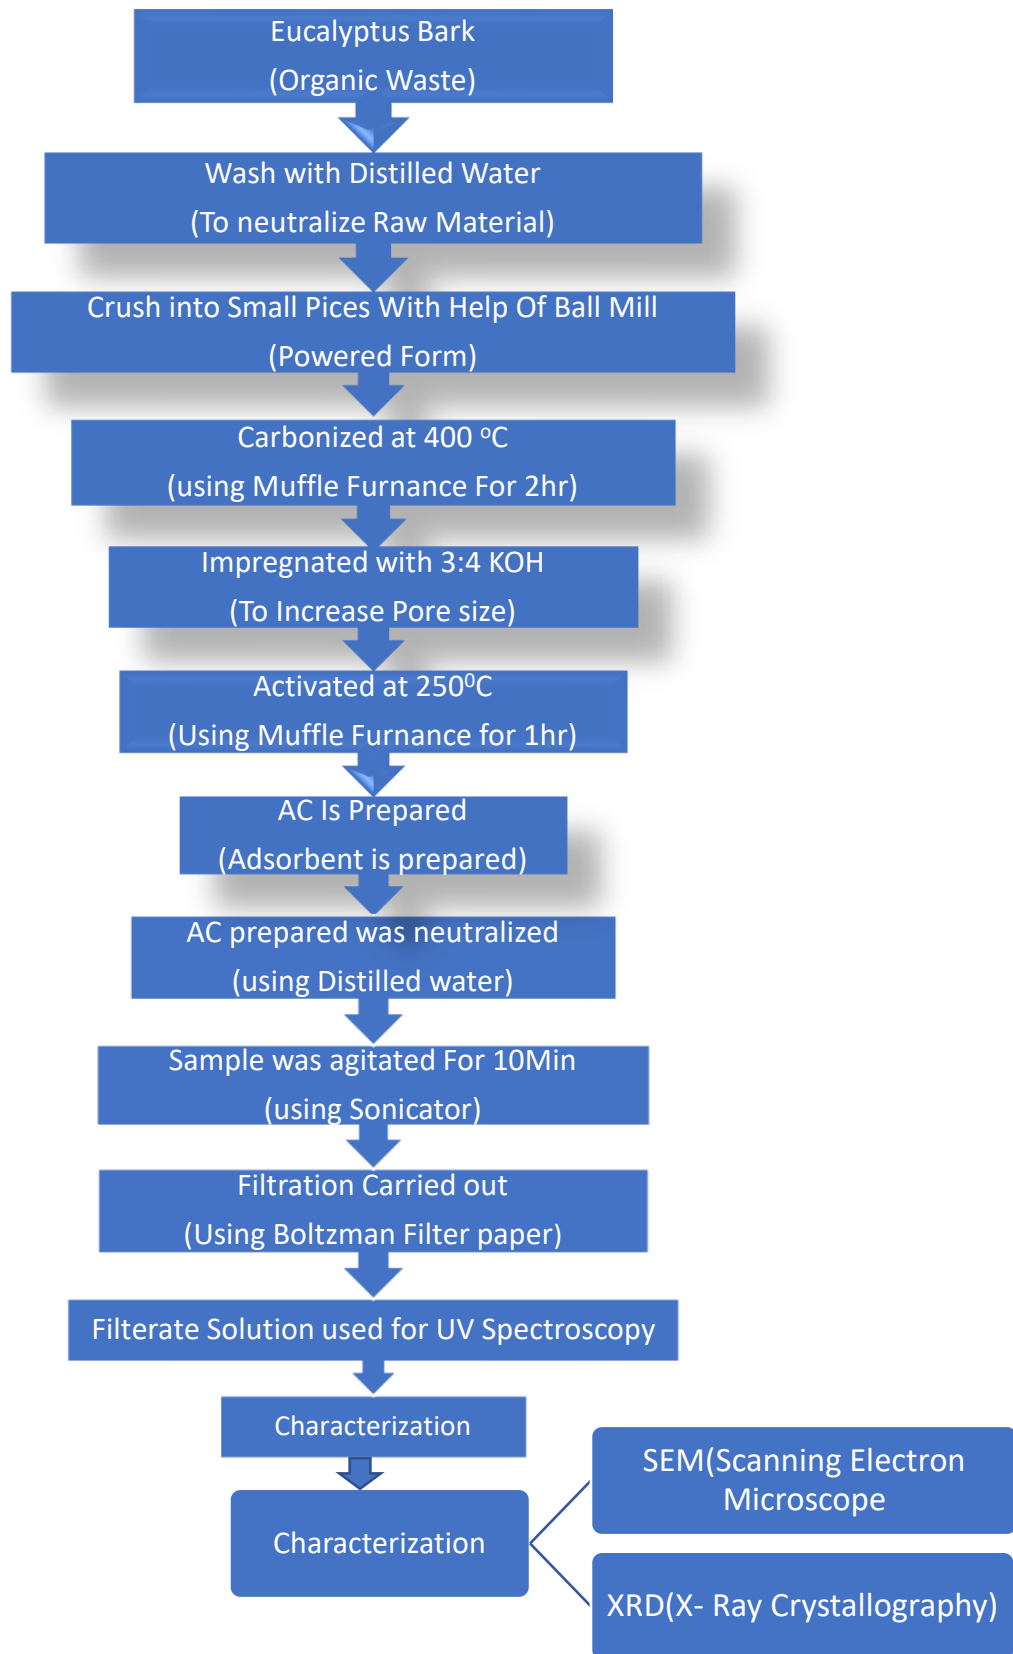 Eucalyptus Bark
(Organic Waste)
Wash with Distilled Water
(To neutralize Raw Material)
Crush into Small Pices With Help Of Ball Mill
(Powered Form)
Carbonized at 400 ᵒC
(using Muffle Furnance For 2hr)
Impregnated with 3:4 KOH
(To Increase Pore size)
Activated at 250⁰C
(Using Muffle Furnance for 1hr)
AC Is Prepared
(Adsorbent is prepared)
AC prepared was neutralized
(using Distilled water)
Sample was agitated For 10Min
(using Sonicator)
Filtration Carried out
(Using Boltzman Filter paper)
Filterate Solution used for UV Spectroscopy
Characterization
Characterization
SEM(Scanning Electron
Microscope
XRD(X- Ray Crystallography)